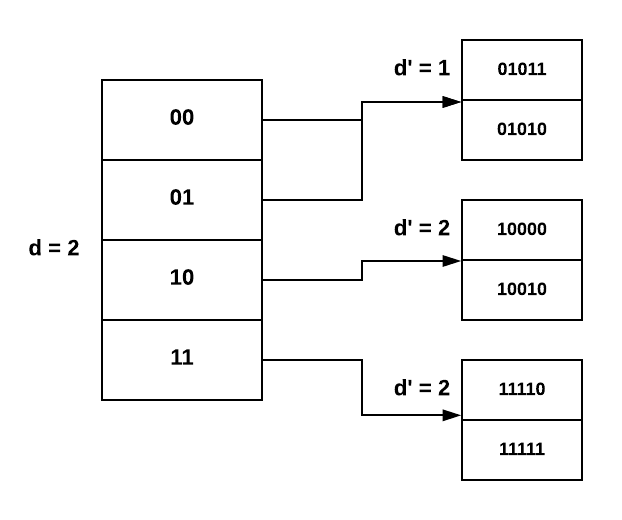 d = 2
00
01
10
11
d' = 1
01011
01010
d' = 2
10000
10010
d' = 2
11110
11111